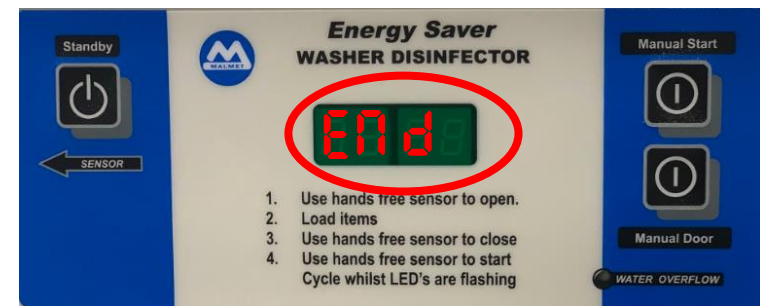 Standby
SENSOR
MALMET
Energy Saver
WASHER DISINFECTOR
End
1. Use hands free sensor to open.
2. Load items
3. Use hands free sensor to close
4. Use hands free sensor to start
Cycle whilst LED's are flashing
Manual Start
Manual Door
WATER OVERFLOW